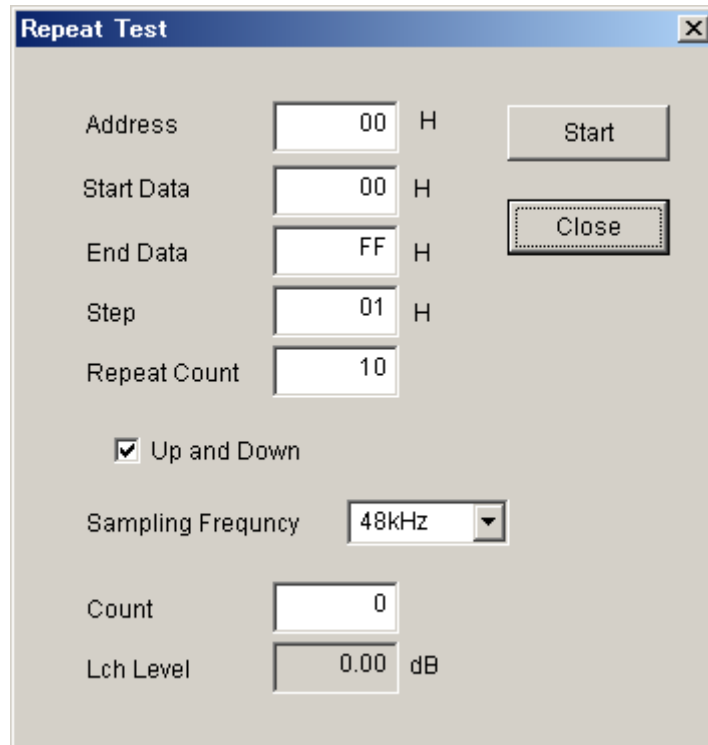 Repeat Test
Address 00 H Start
Start Data 00 H
Close
End Data FF H
Step 01 H
Repeat Count 10
Up and Down
Sampling Frequncy 48kHz
Count 0
Lch Level 0.00 dB